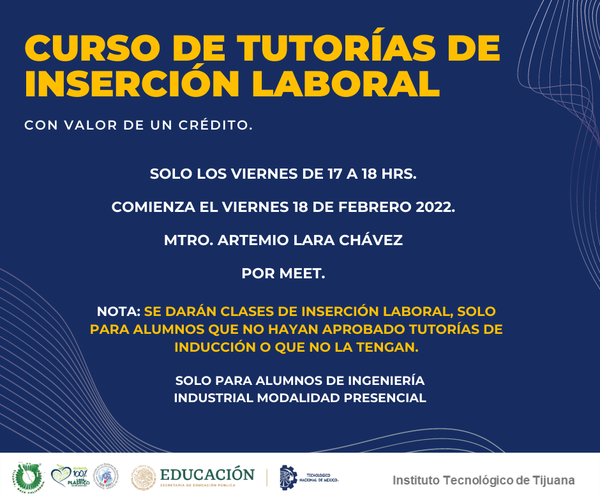 CURSO DE TUTORÍAS DE
INSERCIÓN LABORAL
CON VALOR DE UN CRÉDITO.
SOLO LOS VIERNES DE 17 A 18 HRS.
COMIENZA EL VIERNES 18 DE FEBRERO 2022.
MTRO. ARTEMIO LARA CHÁVEZ
POR MEET.
NOTA: SE DARÁN CLASES DE INSERCIÓN LABORAL, SOLO
PARA ALUMNOS QUE NO HAYAN APROBADO TUTORÍAS DE
INDUCCIÓN O QUE NO LA TENGAN.
SOLO PARA ALUMNOS DE INGENIERÍA
INDUSTRIAL MODALIDAD PRESENCIAL
100%
PLÁSTICO
EDUCACIÓN
SECRETARÍA DE EDUCACIÓN PÚBLICA
TECNOLÓGICO
NACIONAL DE MÉXICO
Instituto Tecnológico de Tijuana